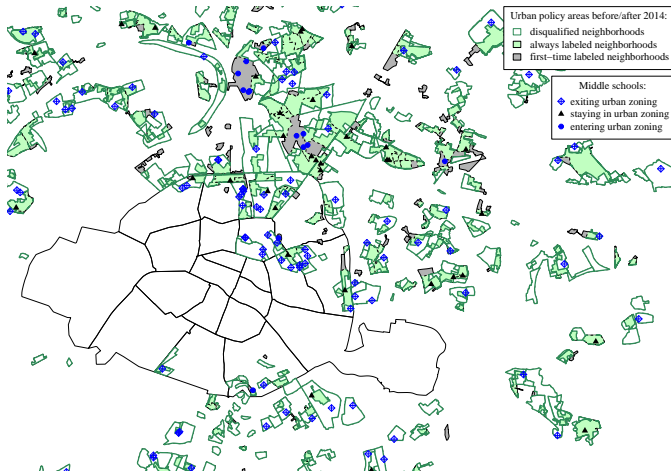 Urban policy areas before/after 2014:
disqualified neighborhoods
always labeled neighborhoods
first−time labeled neighborhoods
Middle schools:
exiting urban zoning
staying in urban zoning
entering urban zoning